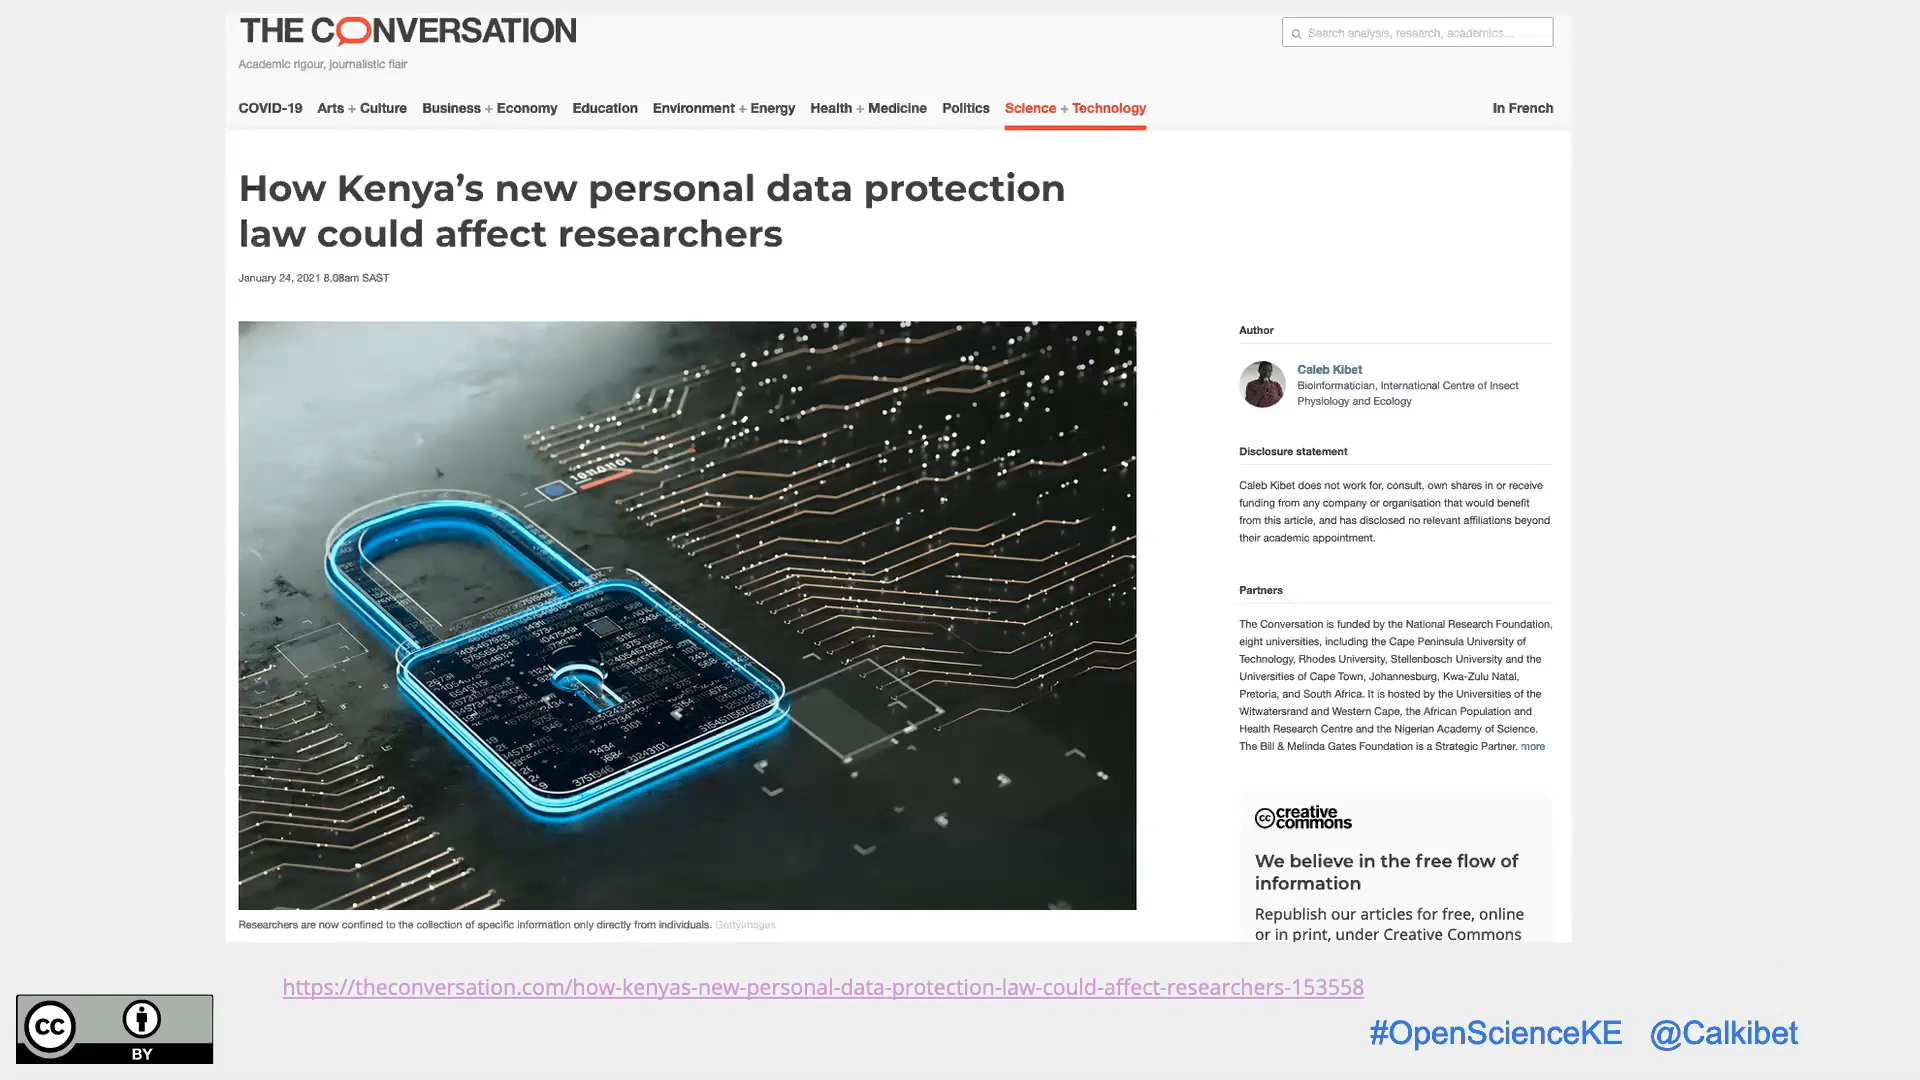 THE CONVERSATION
Search analysis, research, academics...
Academic rigour, journalistic flair
COVID-19 Arts + Culture Business + Economy Education Environment + Energy Health + Medicine Politics Science + Technology In French
How Kenya’s new personal data protection
law could affect researchers
January 24, 2021 8.08am SAST
Author
Caleb Kibet
Bioinformatician, International Centre of Insect
Physiology and Ecology
Disclosure statement
Caleb Kibet does not work for, consult, own shares in or receive
funding from any company or organisation that would benefit
from this article, and has disclosed no relevant affiliations beyond
their academic appointment.
Partners
The Conversation is funded by the National Research Foundation,
eight universities, including the Cape Peninsula University of
Technology, Rhodes University, Stellenbosch University and the
Universities of Cape Town, Johannesburg, Kwa-Zulu Natal,
Pretoria, and South Africa. It is hosted by the Universities of the
Witwatersrand and Western Cape, the African Population and
Health Research Centre and the Nigerian Academy of Science.
The Bill & Melinda Gates Foundation is a Strategic Partner. more
cc creative
commons
We believe in the free flow of
information
Republish our articles for free, online
or in print, under Creative Commons
Researchers are now confined to the collection of specific information only directly from individuals. GettyImages
https://theconversation.com/how-kenyas-new-personal-data-protection-law-could-affect-researchers-153558
cc
BY
#OpenScienceKE @Calkibet